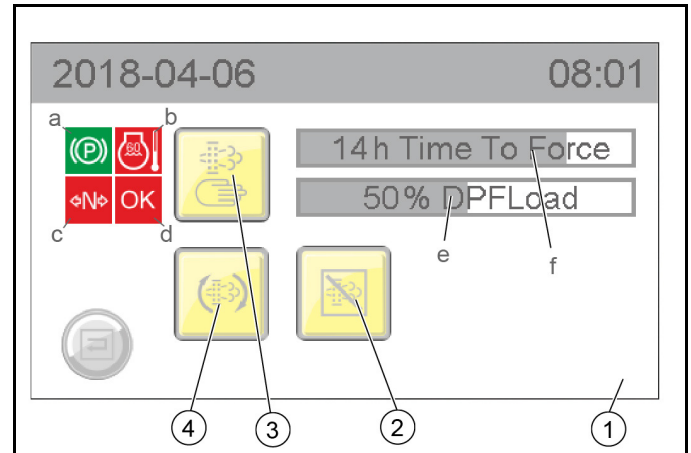 2018-04-06 08:01
a b
(P) 60
14h Time To Force
N OK
50% DPFLoad
c d
e f
4 3 2 1